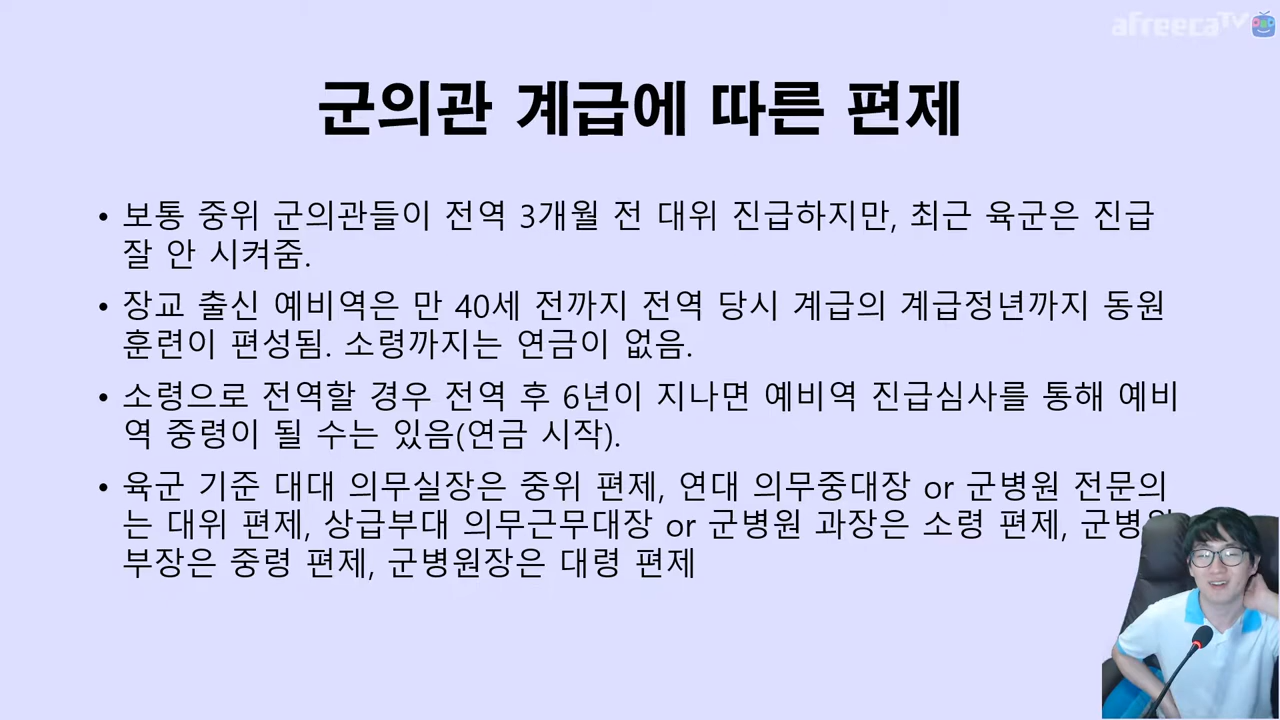 afreecaTV
군의관 계급에 따른 편제
• 보통 중위 군의관들이 전역 3개월 전 대위 진급하지만, 최근 육군은 진급
잘 안 시켜줌.
• 장교 출신 예비역은 만 40세 전까지 전역 당시 계급의 계급정년까지 동원
훈련이 편성됨. 소령까지는 연금이 없음.
• 소령으로 전역할 경우 전역 후 6년이 지나면 예비역 진급심사를 통해 예비
역 중령이 될 수는 있음(연금 시작).
• 육군 기준 대대 의무실장은 중위 편제, 연대 의무중대장 or 군병원 전문의
는 대위 편제, 상급부대 의무근무대장 or 군병원 과장은 소령 편제, 군병원
부장은 중령 편제, 군병원장은 대령 편제